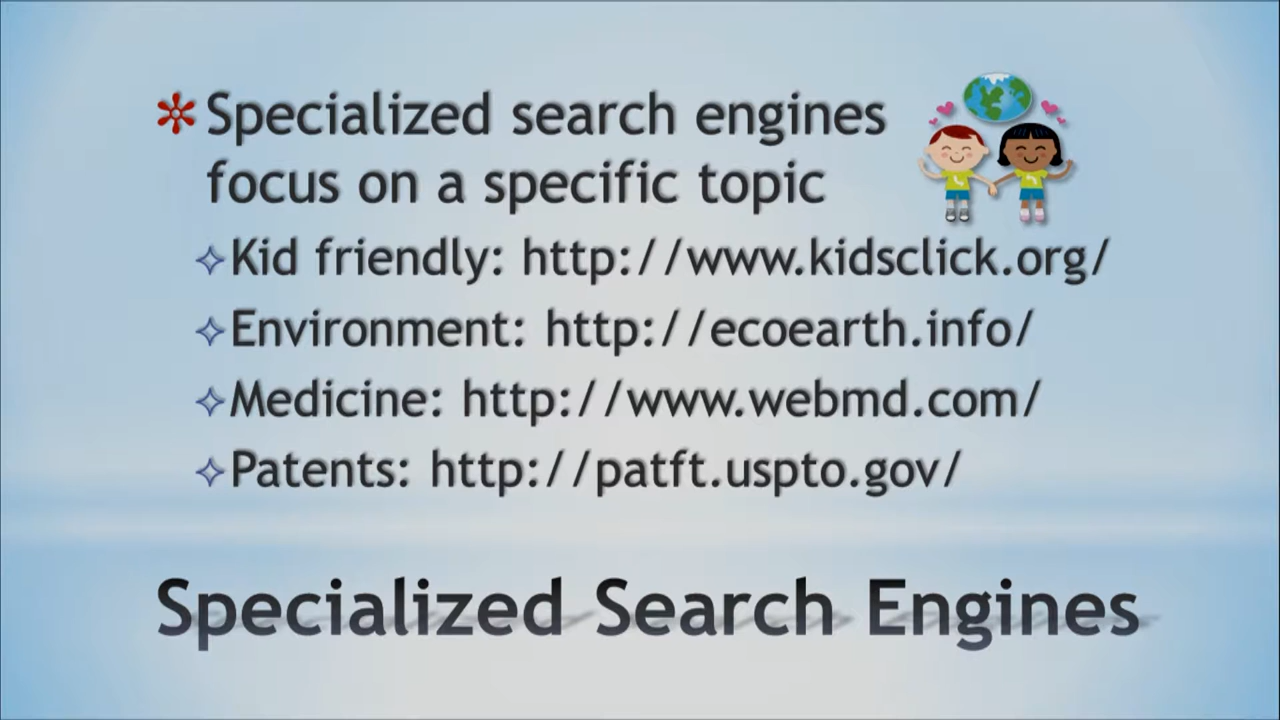 Specialized search engines
focus on a specific topic
Kid friendly: http://www.kidsclick.org/
Environment: http://ecoearth.info/
Medicine: http://www.webmd.com/
Patents: http://patft.uspto.gov/
Specialized Search Engines